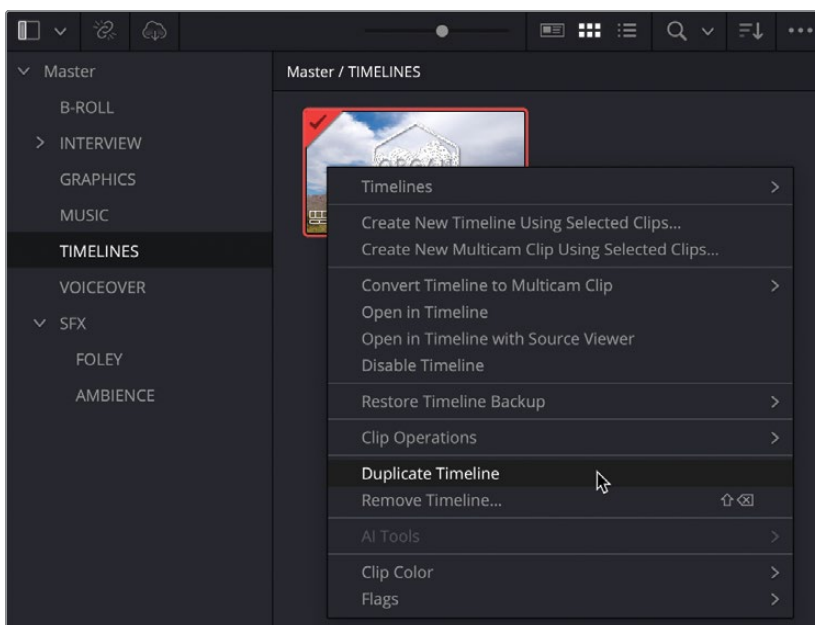 Master
B-ROLL
INTERVIEW
GRAPHICS
MUSIC
TIMELINES
VOICEOVER
SFX
FOLEY
AMBIENCE
Master / TIMELINES
Timelines
Create New Timeline Using Selected Clips...
Create New Multicam Clip Using Selected Clips...
Convert Timeline to Multicam Clip
Open in Timeline
Open in Timeline with Source Viewer
Disable Timeline
Restore Timeline Backup
Clip Operations
Duplicate Timeline
Remove Timeline... ⇧⌫
AI Tools
Clip Color
Flags